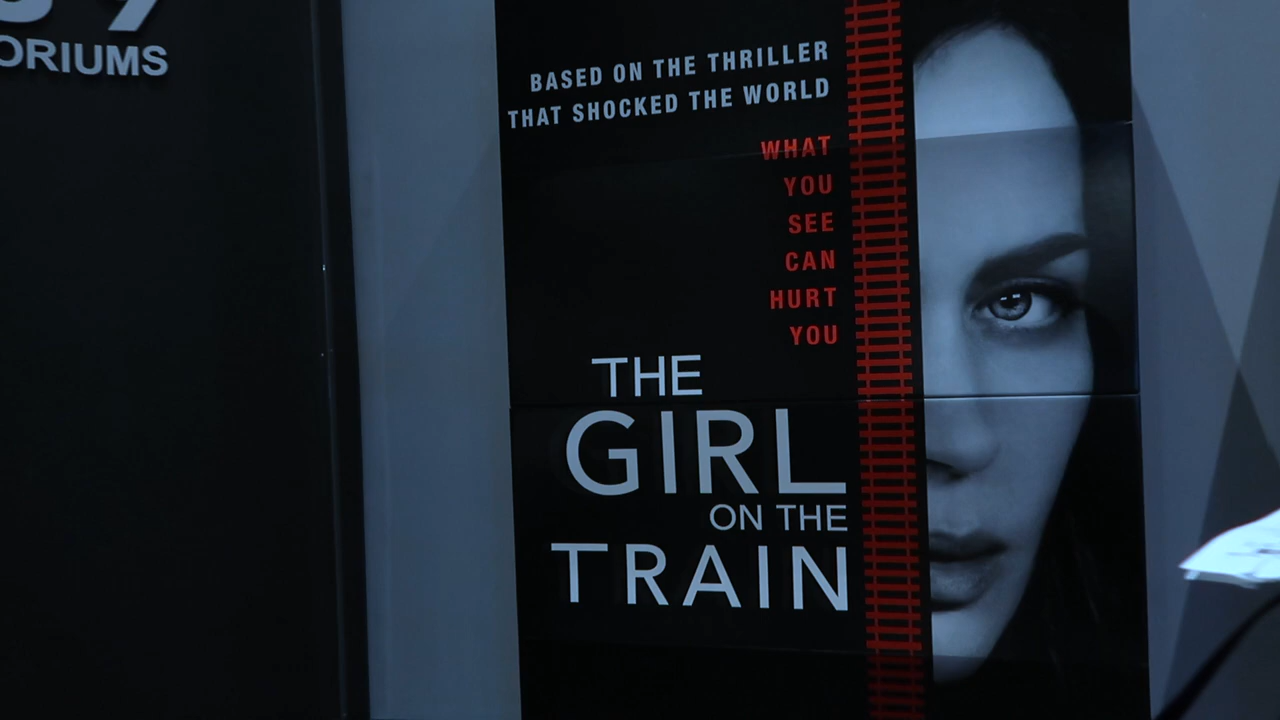 ORIUMS
BASED ON THE THRILLER
THAT SHOCKED THE WORLD
WHAT
YOU
SEE
CAN
HURT
YOU
THE
GIRL
ON THE
TRAIN